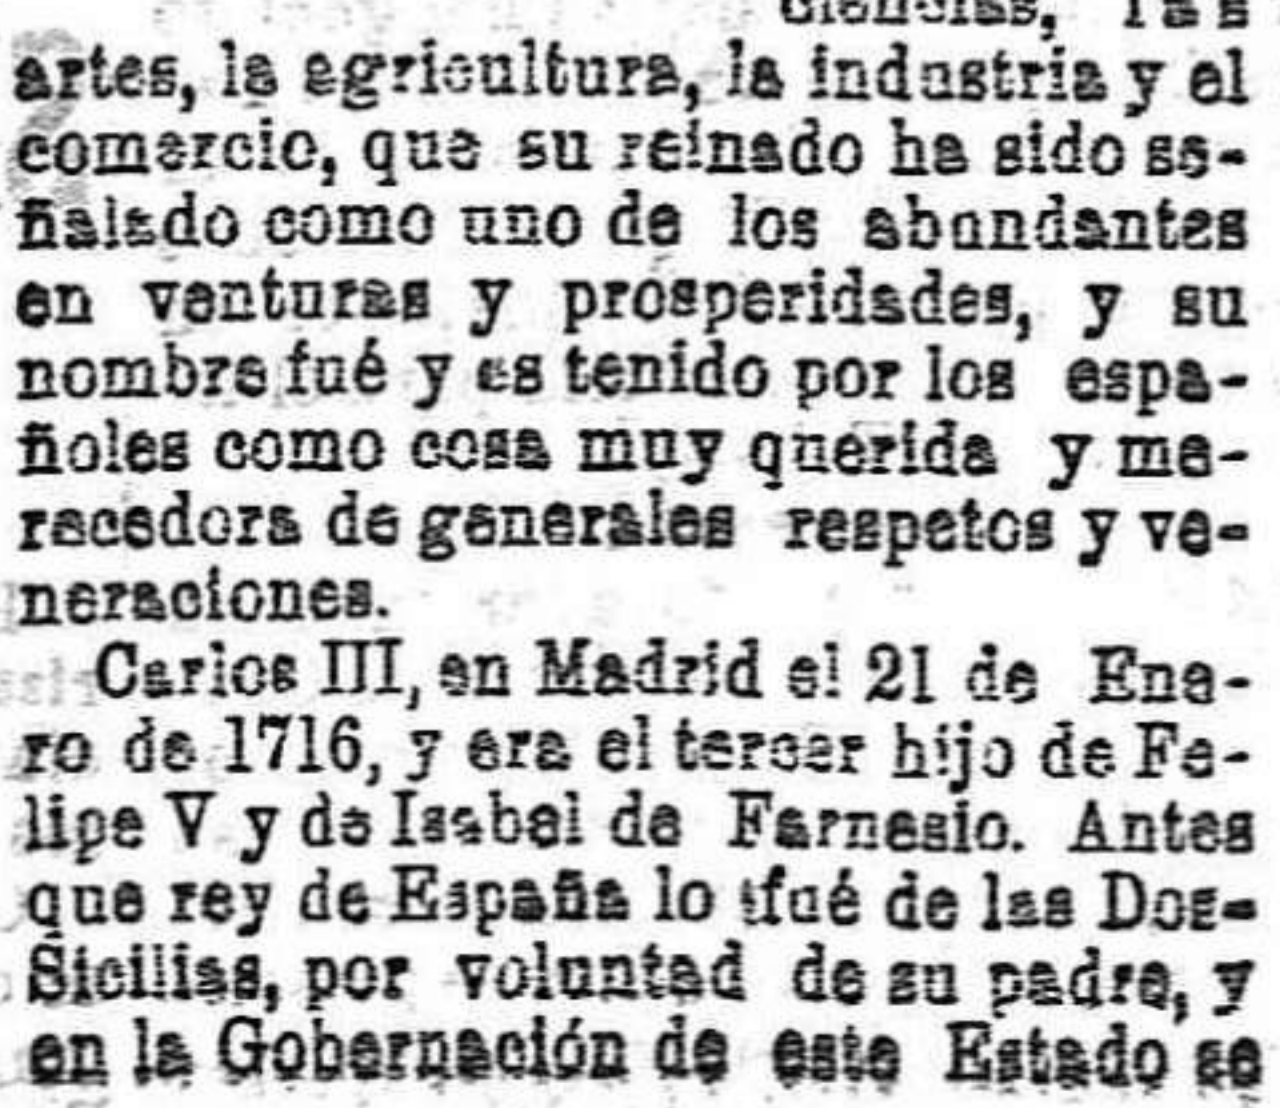 ciencias, las
artes, la agricultura, la industria y el
comercio, que su reinado ha sido se-
ñalado como uno de los abundantes
en venturas y prosperidades, y su
nombre fué y es tenido por los espa-
ñoles como cosa muy querida y me-
recedora de generales respetos y ve-
neraciones.
Carlos III, en Madrid el 21 de Ene-
ro de 1716, y era el tercer hijo de Fe-
lipe V y de Isabel de Farnesio. Antes
que rey de España lo fué de las Dos-
Sicilias, por voluntad de su padre, y
en la Gobernación de este Estado se